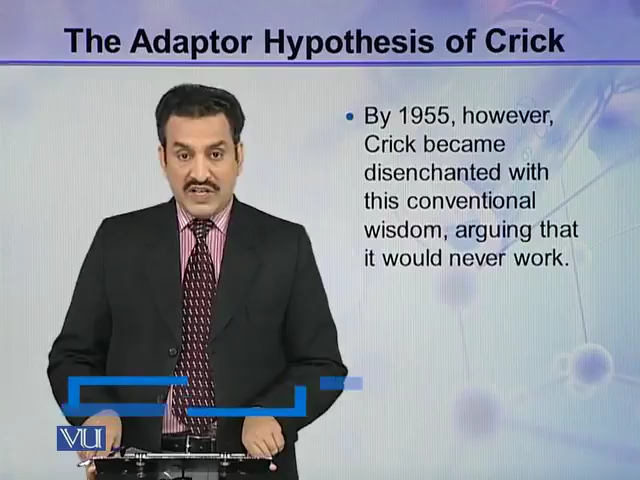 The Adaptor Hypothesis of Crick
• By 1955, however,
Crick became
disenchanted with
this conventional
wisdom, arguing that
it would never work.
VU